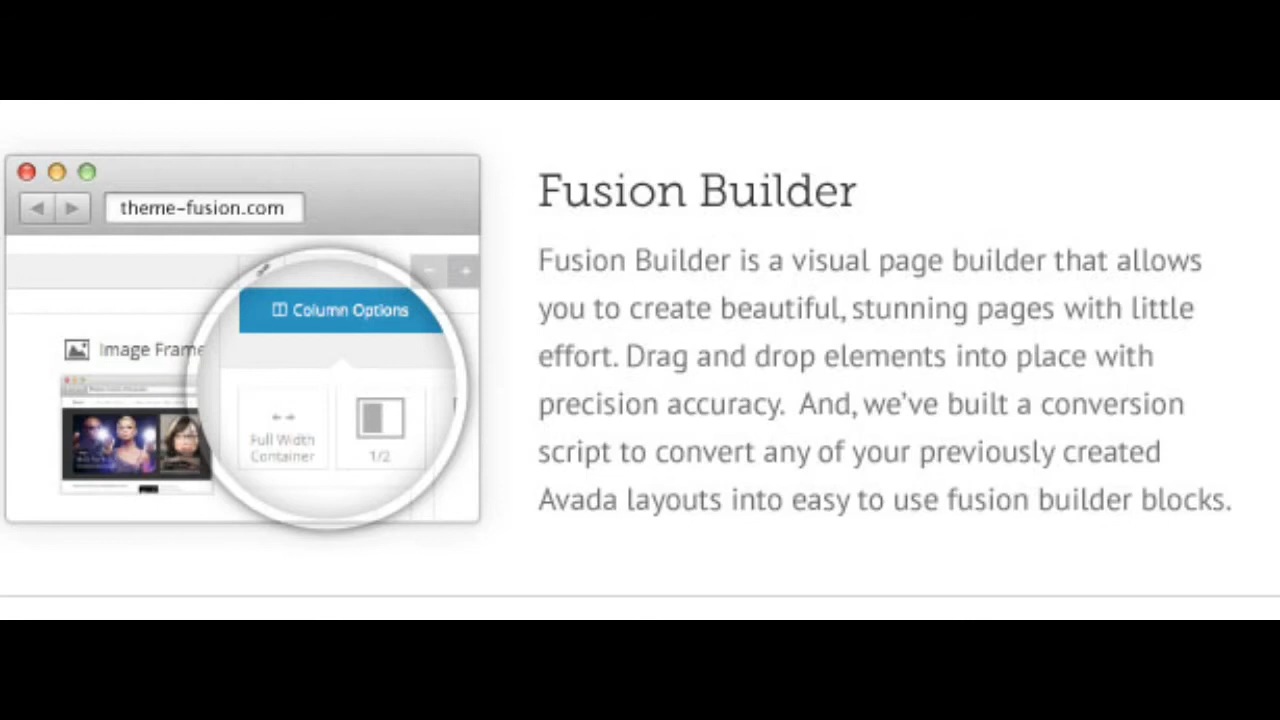 theme-fusion.com
Column Options
Image Frame
Full Width
Container
1/2
Fusion Builder
Fusion Builder is a visual page builder that allows
you to create beautiful, stunning pages with little
effort. Drag and drop elements into place with
precision accuracy.  And, we’ve built a conversion
script to convert any of your previously created
Avada layouts into easy to use fusion builder blocks.